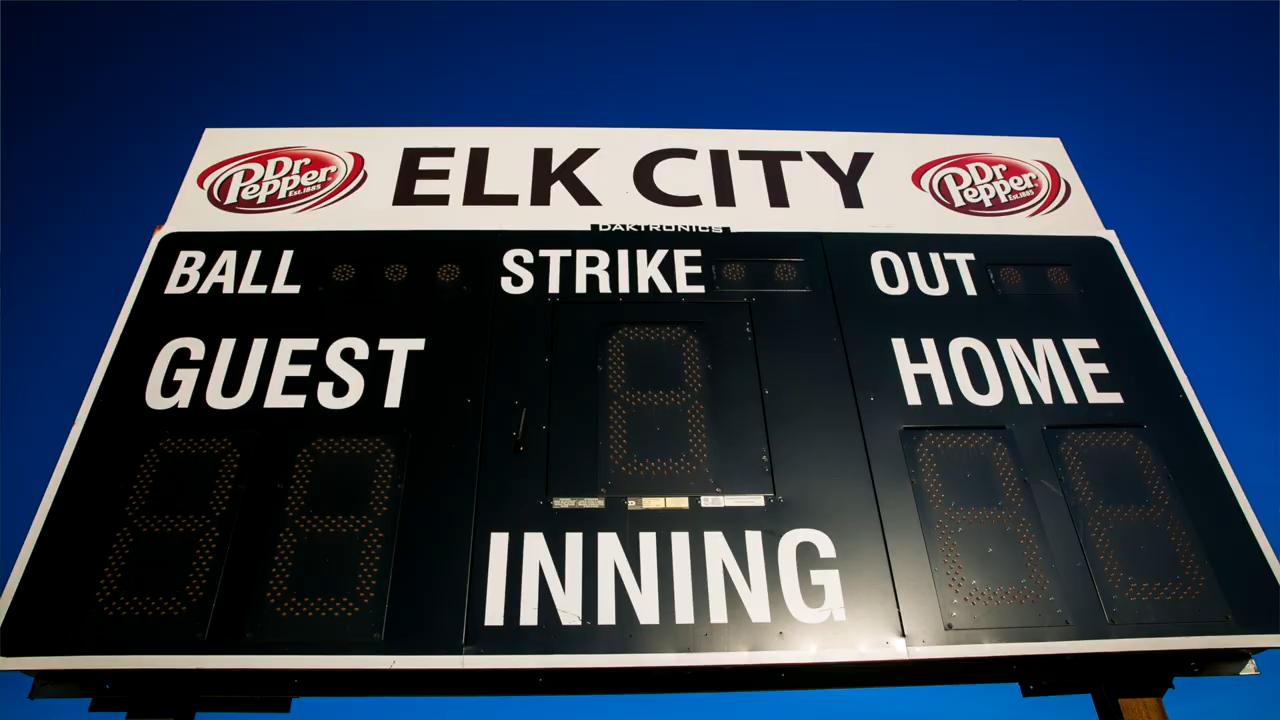 Dr Pepper Est. 1885 ELK CITY Dr Pepper Est. 1885
DAKTRONICS
BALL STRIKE OUT
GUEST HOME
INNING